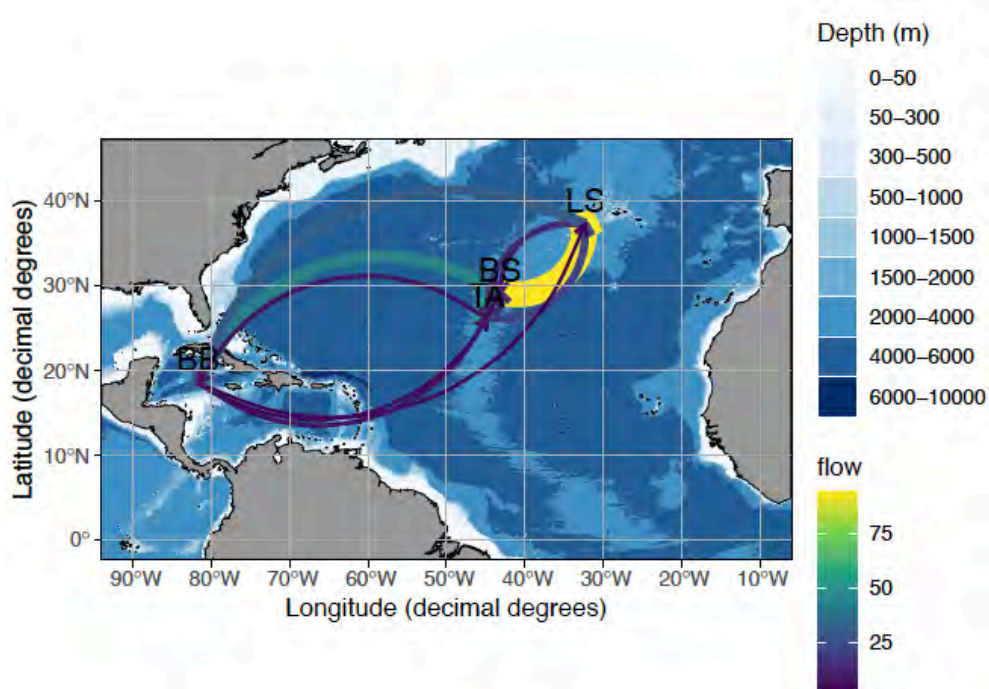 Depth (m)
0–50
50–300
300–500
500–1000
1000–1500
1500–2000
2000–4000
4000–6000
6000–10000
flow
75
50
25
Latitude (decimal degrees)
40°N
30°N
20°N
10°N
0°
LS
BS
TA
BB
90°W 80°W 70°W 60°W 50°W 40°W 30°W 20°W 10°W
Longitude (decimal degrees)